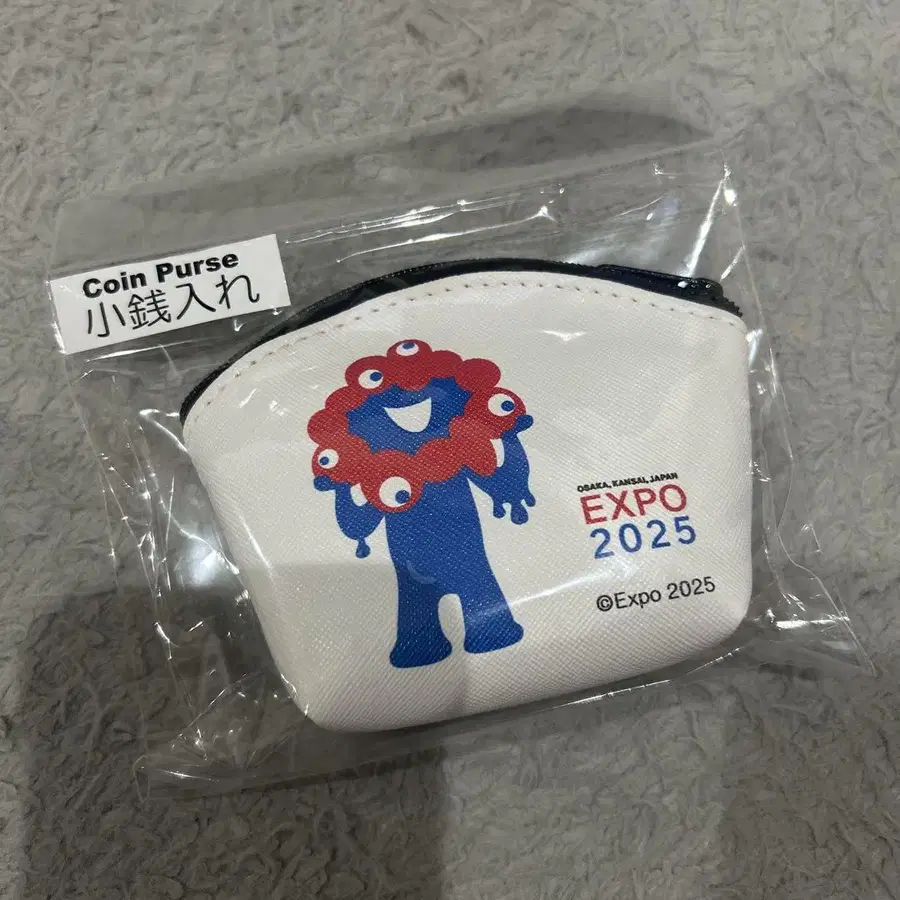 Coin Purse
小銭入れ
OSAKA, KANSAI, JAPAN
EXPO
2025
©Expo 2025